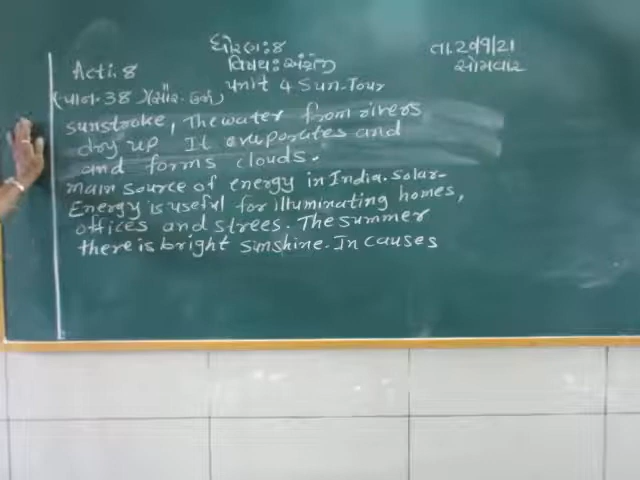 ધોરણ:૪
તા.20/9/21
વિષય:અંગ્રેજી
સોમવાર
Acti. 8
unit 4 Sun-Tour
(પાન-38)
sunstroke, The water from rivers
dry up It evaporates and
and forms clouds.
main source of energy in India. solar-
Energy is useful for illuminating homes,
offices and strees. The summer
there is bright sunshine. In causes